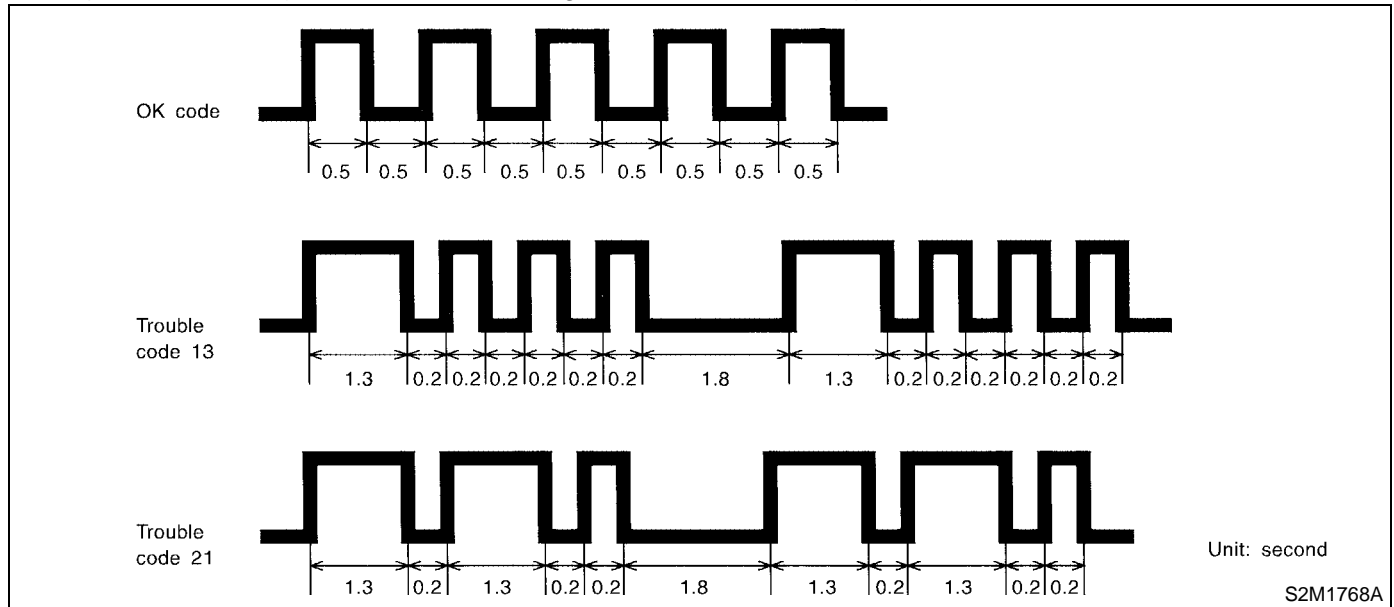 OK code
0.5 0.5 0.5 0.5 0.5 0.5 0.5 0.5 0.5
Trouble
code 13
1.3 0.2 0.2 0.2 0.2 0.2 0.2 1.8 1.3 0.2 0.2 0.2 0.2 0.2 0.2
Trouble
code 21
1.3 0.2 1.3 0.2 0.2 1.8 1.3 0.2 1.3 0.2 0.2
Unit: second
S2M1768A